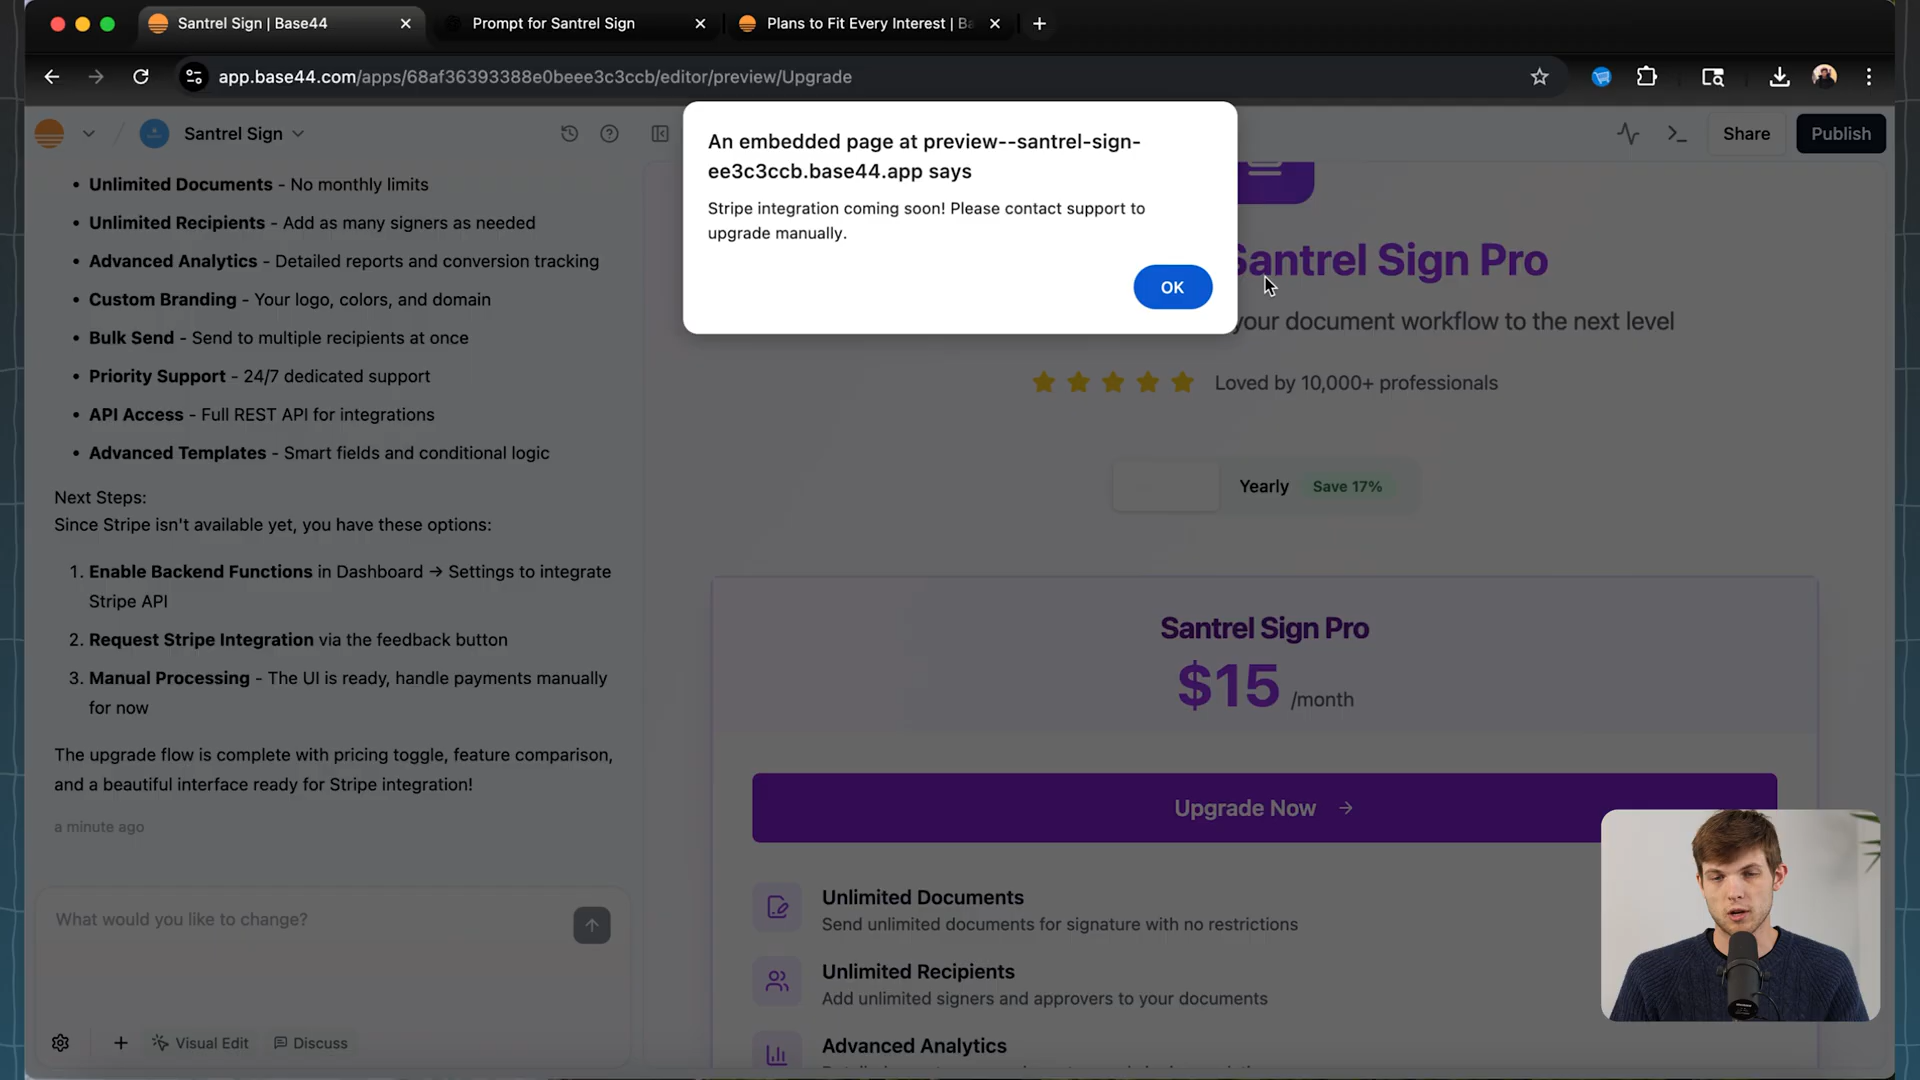 Santrel Sign | Base44
Prompt for Santrel Sign
Plans to Fit Every Interest | Ba
app.base44.com/apps/68af36393388e0beee3c3ccb/editor/preview/Upgrade
Santrel Sign
Share
Publish
An embedded page at preview--santrel-sign-
ee3c3ccb.base44.app says
Stripe integration coming soon! Please contact support to
upgrade manually.
OK
• Unlimited Documents - No monthly limits
• Unlimited Recipients - Add as many signers as needed
• Advanced Analytics - Detailed reports and conversion tracking
• Custom Branding - Your logo, colors, and domain
• Bulk Send - Send to multiple recipients at once
• Priority Support - 24/7 dedicated support
• API Access - Full REST API for integrations
• Advanced Templates - Smart fields and conditional logic
Next Steps:
Since Stripe isn't available yet, you have these options:
1. Enable Backend Functions in Dashboard → Settings to integrate
Stripe API
2. Request Stripe Integration via the feedback button
3. Manual Processing - The UI is ready, handle payments manually
for now
The upgrade flow is complete with pricing toggle, feature comparison,
and a beautiful interface ready for Stripe integration!
a minute ago
What would you like to change?
Visual Edit
Discuss
Santrel Sign Pro
your document workflow to the next level
Loved by 10,000+ professionals
Yearly Save 17%
Santrel Sign Pro
$15 /month
Upgrade Now →
Unlimited Documents
Send unlimited documents for signature with no restrictions
Unlimited Recipients
Add unlimited signers and approvers to your documents
Advanced Analytics